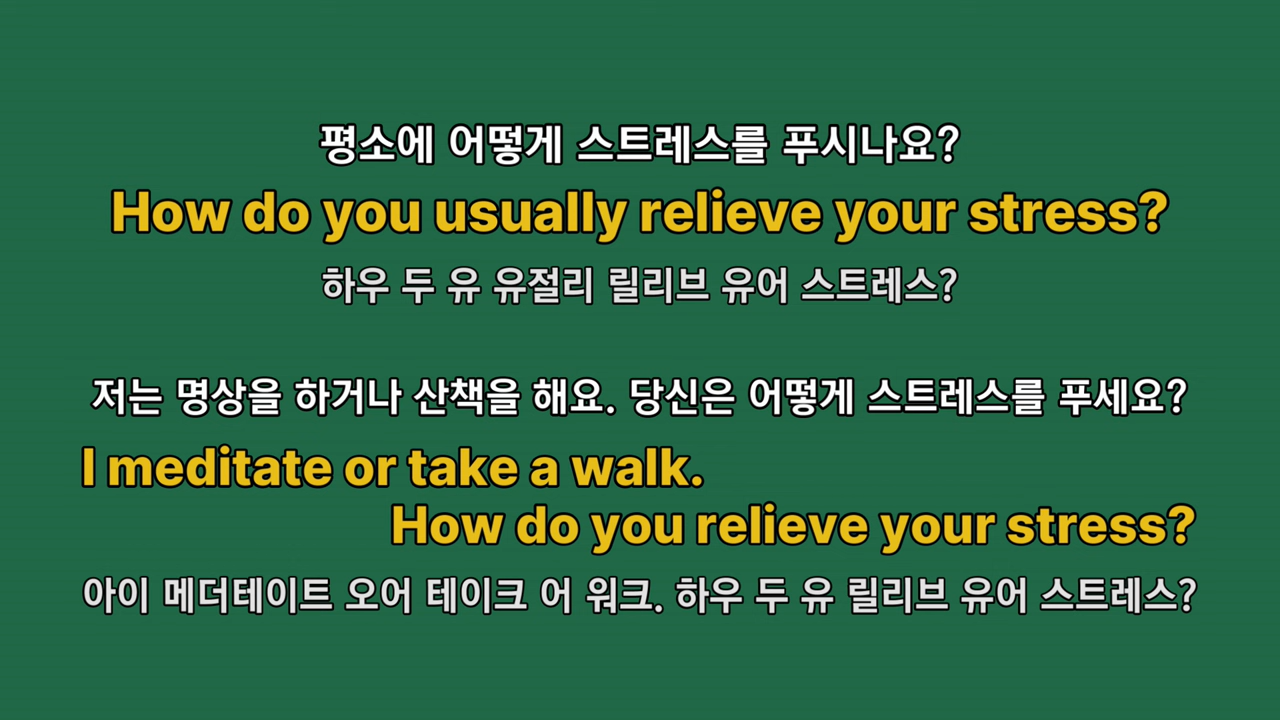 평소에 어떻게 스트레스를 푸시나요?
How do you usually relieve your stress?
하우 두 유 유절리 릴리브 유어 스트레스?
저는 명상을 하거나 산책을 해요. 당신은 어떻게 스트레스를 푸세요?
I meditate or take a walk.
How do you relieve your stress?
아이 메더테이트 오어 테이크 어 워크. 하우 두 유 릴리브 유어 스트레스?